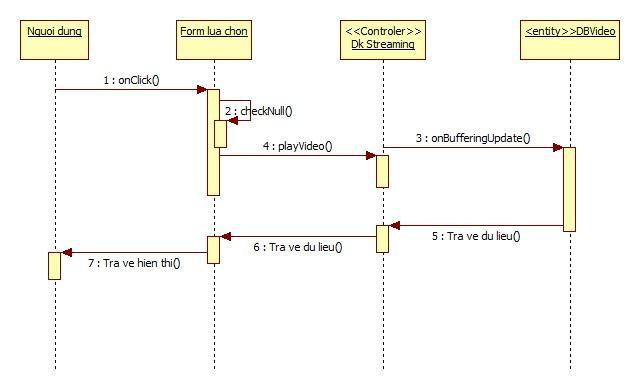 Nguoi dung
Form lua chon
<<Controler>>
Dk Streaming
<entity>>DBVideo
1 : onClick()
2 : checkNull()
3 : onBufferingUpdate()
4 : playVideo()
5 : Tra ve du lieu()
6 : Tra ve du lieu()
7 : Tra ve hien thi()